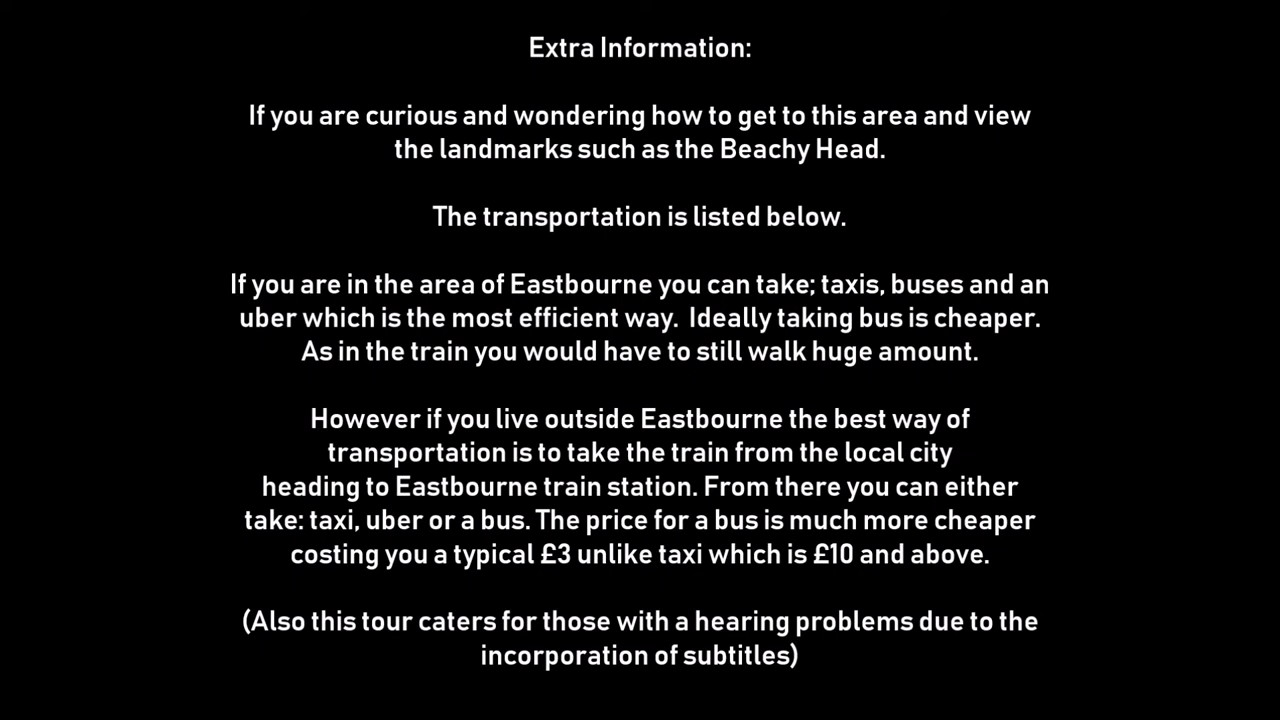 Extra Information:
If you are curious and wondering how to get to this area and view
the landmarks such as the Beachy Head.
The transportation is listed below.
If you are in the area of Eastbourne you can take; taxis, buses and an
uber which is the most efficient way.  Ideally taking bus is cheaper.
As in the train you would have to still walk huge amount.
However if you live outside Eastbourne the best way of
transportation is to take the train from the local city
heading to Eastbourne train station. From there you can either
take: taxi, uber or a bus. The price for a bus is much more cheaper
costing you a typical £3 unlike taxi which is £10 and above.
(Also this tour caters for those with a hearing problems due to the
incorporation of subtitles)